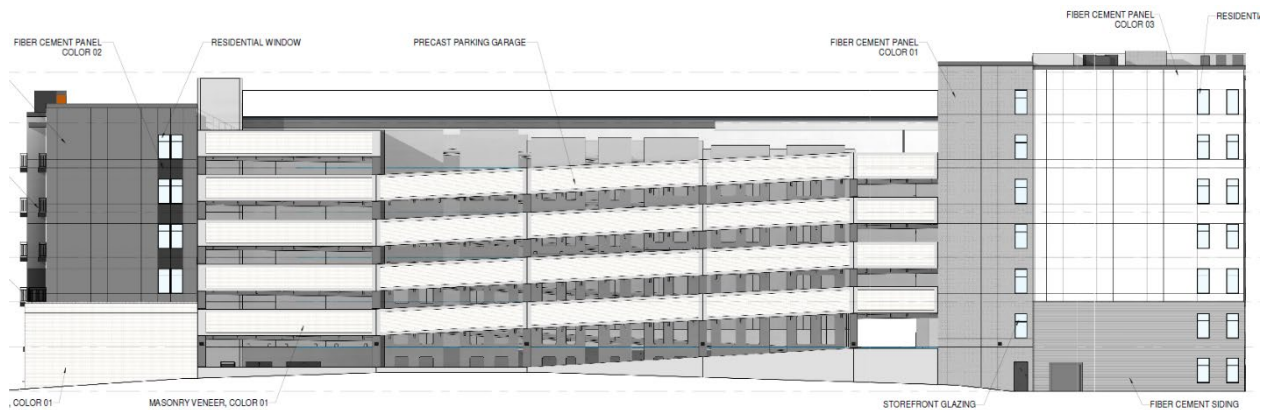 FIBER CEMENT PANEL
COLOR 02
RESIDENTIAL WINDOW
PRECAST PARKING GARAGE
FIBER CEMENT PANEL
COLOR 01
FIBER CEMENT PANEL
COLOR 03
RESIDENTI
, COLOR 01
MASONRY VENEER, COLOR 01
STOREFRONT GLAZING
FIBER CEMENT SIDING